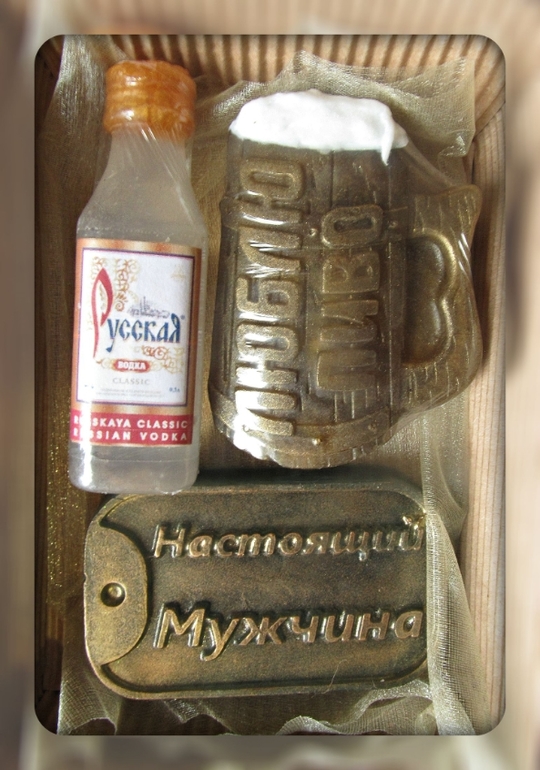 Русская
ВОДКА
CLASSIC
RUSSKAYA CLASSIC
RUSSIAN VODKA
ЛЮБЛЮ
ПИВО
Настоящий
Мужчина